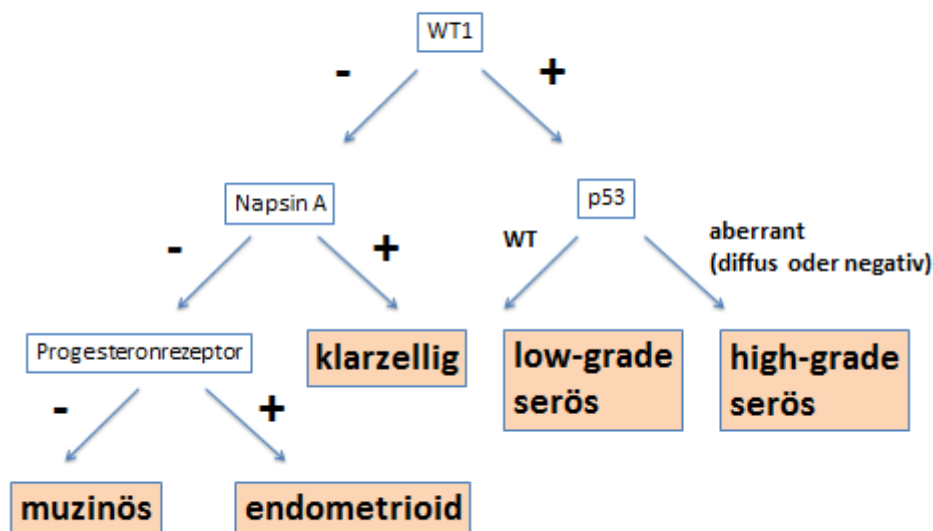 WT1
- +
Napsin A
p53
WT
aberrant
(diffus oder negativ)
- +
Progesteronrezeptor
klarzellig
low-grade
serös
high-grade
serös
- +
muzinös
endometrioid